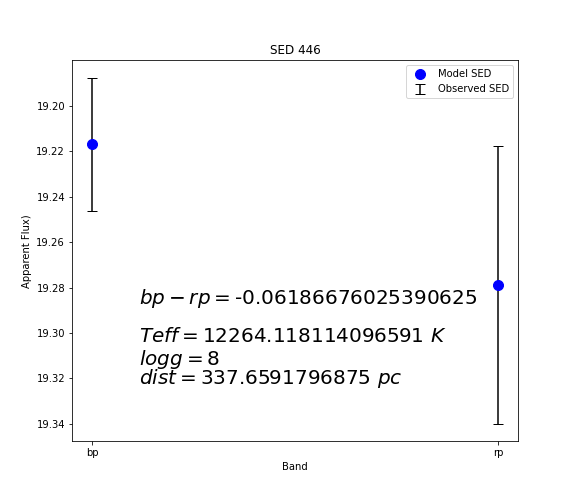 SED 446
Model SED
Observed SED
19.20
19.22
19.24
19.26
19.28
19.30
19.32
19.34
Apparent Flux)
bp − rp = -0.06186676025390625
Teff = 12264.118114096591 K
logg = 8
dist = 337.6591796875 pc
bp
rp
Band